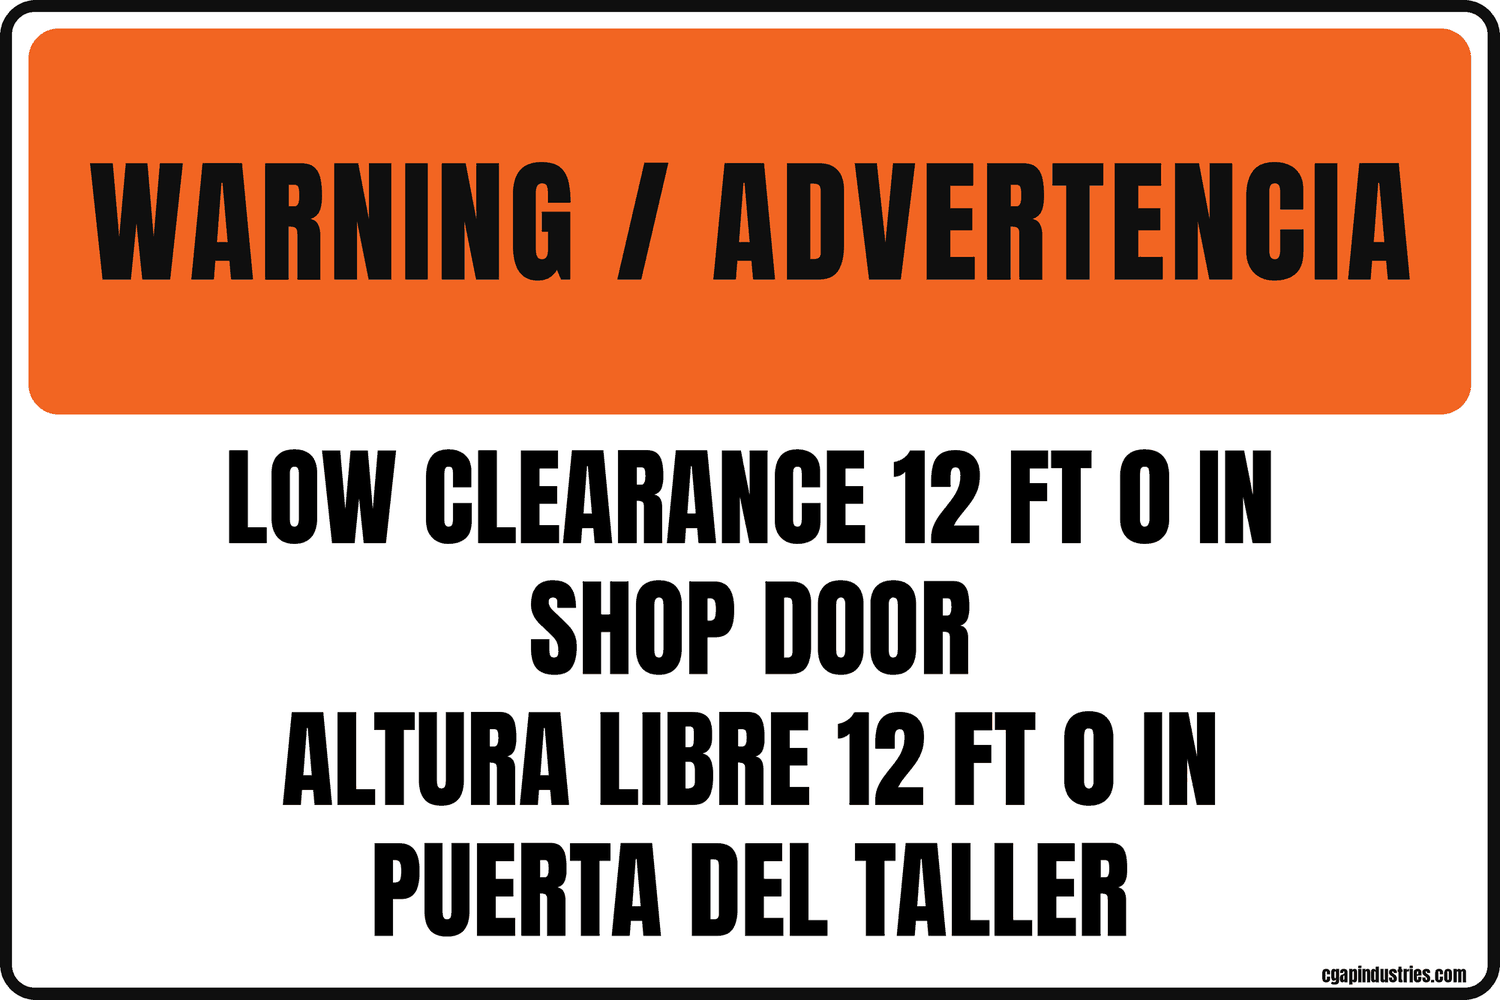 WARNING / ADVERTENCIA
LOW CLEARANCE 12 FT 0 IN
SHOP DOOR
ALTURA LIBRE 12 FT 0 IN
PUERTA DEL TALLER
cgapindustries.com